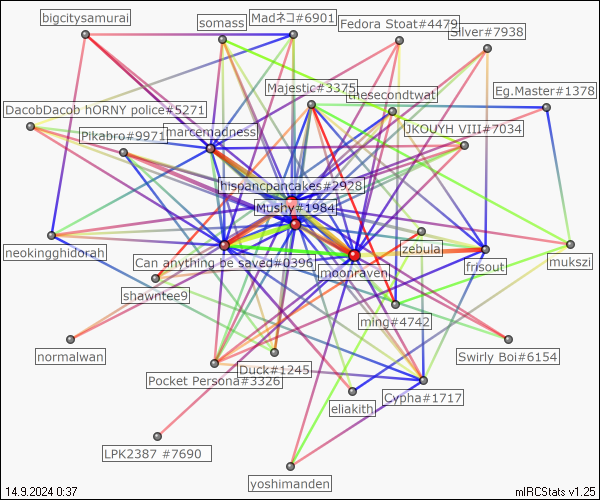 bigcitysamurai
somass
Madネコ#6901
Fedora Stoat#4479
Silver#7938
Majestic#3375
thesecondtwat
Eg.Master#1378
DacobDacob hORNY police#5271
Pikabro#9971
marcemadness
JKOUYH VIII#7034
hispancpancakes#2928
Mushy#1984
neokingghidorah
Can anything be saved#0396
moonraven
zebula
frisout
mukszi
shawntee9
ming#4742
normalwan
Pocket Persona#3326
Duck#1245
Swirly Boi#6154
eliakith
Cypha#1717
LPK2387 #7690
yoshimanden
14.9.2024 0:37
mIRCStats v1.25